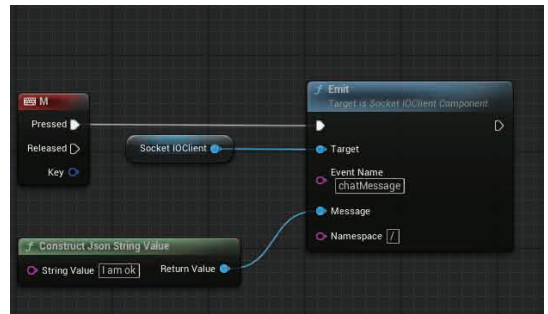 M
Pressed
Released
Key
Socket IOClient
f Emit
Target is Socket IOClient Component
Target
Event Name
chatMessage
Message
Namespace /
f Construct Json String Value
String Value I am ok Return Value